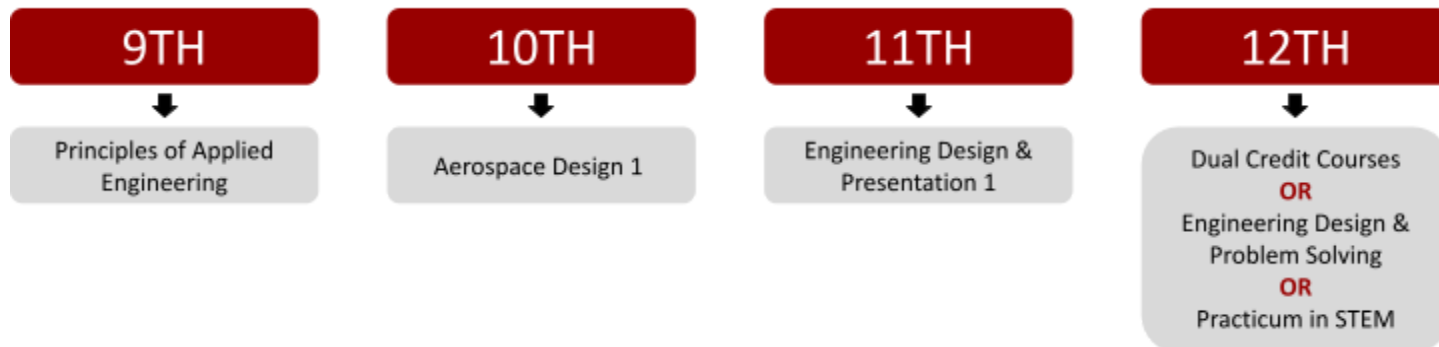 9TH
Principles of Applied
Engineering
10TH
Aerospace Design 1
11TH
Engineering Design &
Presentation 1
12TH
Dual Credit Courses
OR
Engineering Design &
Problem Solving
OR
Practicum in STEM